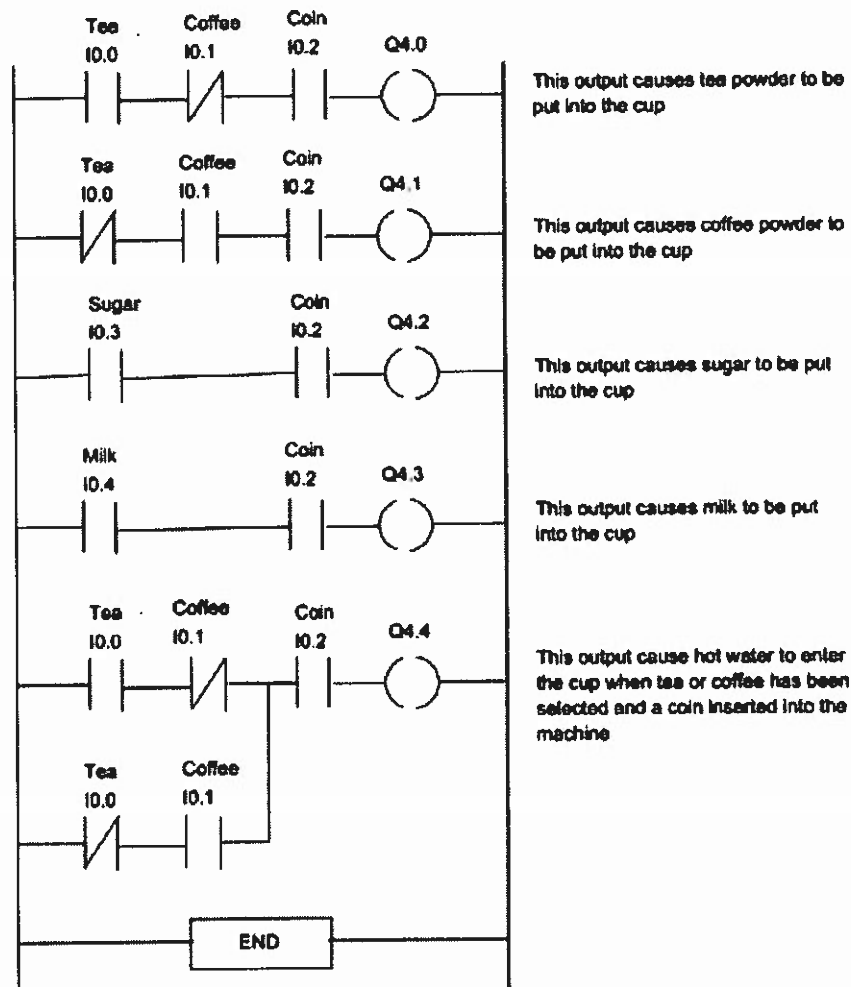 Tea Coffee Coin
I0.0 I0.1 I0.2 Q4.0
This output causes tea powder to be
put into the cup
Tea Coffee Coin
I0.0 I0.1 I0.2 Q4.1
This output causes coffee powder to
be put into the cup
Sugar Coin
I0.3 I0.2 Q4.2
This output causes sugar to be put
into the cup
Milk Coin
I0.4 I0.2 Q4.3
This output causes milk to be put
into the cup
Tea Coffee Coin
I0.0 I0.1 I0.2 Q4.4
This output cause hot water to enter
the cup when tea or coffee has been
selected and a coin inserted into the
machine
Tea Coffee
I0.0 I0.1
END